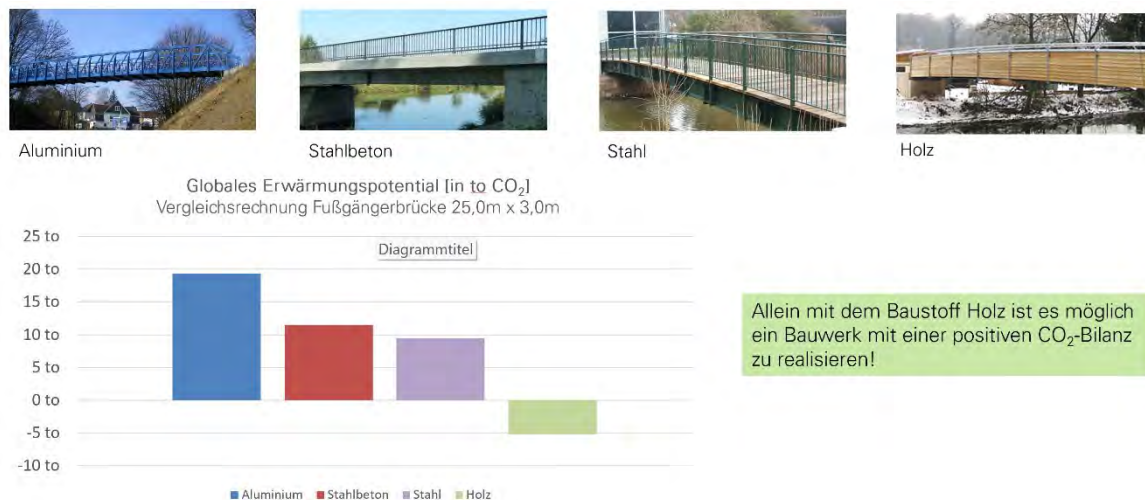 Aluminium
Stahlbeton
Stahl
Holz
Globales Erwärmungspotential [in to CO₂]
Vergleichsrechnung Fußgängerbrücke 25,0m x 3,0m
Diagrammtitel
25 to
20 to
15 to
10 to
5 to
0 to
-5 to
-10 to
Aluminium Stahlbeton Stahl Holz
Allein mit dem Baustoff Holz ist es möglich
ein Bauwerk mit einer positiven CO₂-Bilanz
zu realisieren!